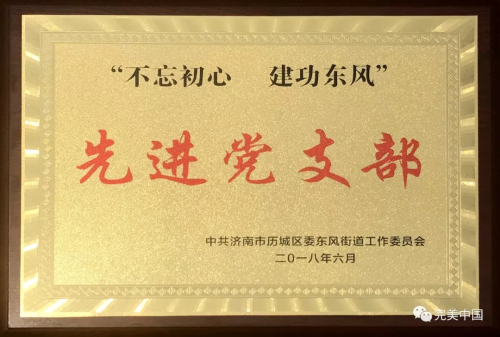 “不忘初心 建功东风”
先进党支部
中共济南市历城区委东风街道工作委员会
二〇一八年六月
完美中国